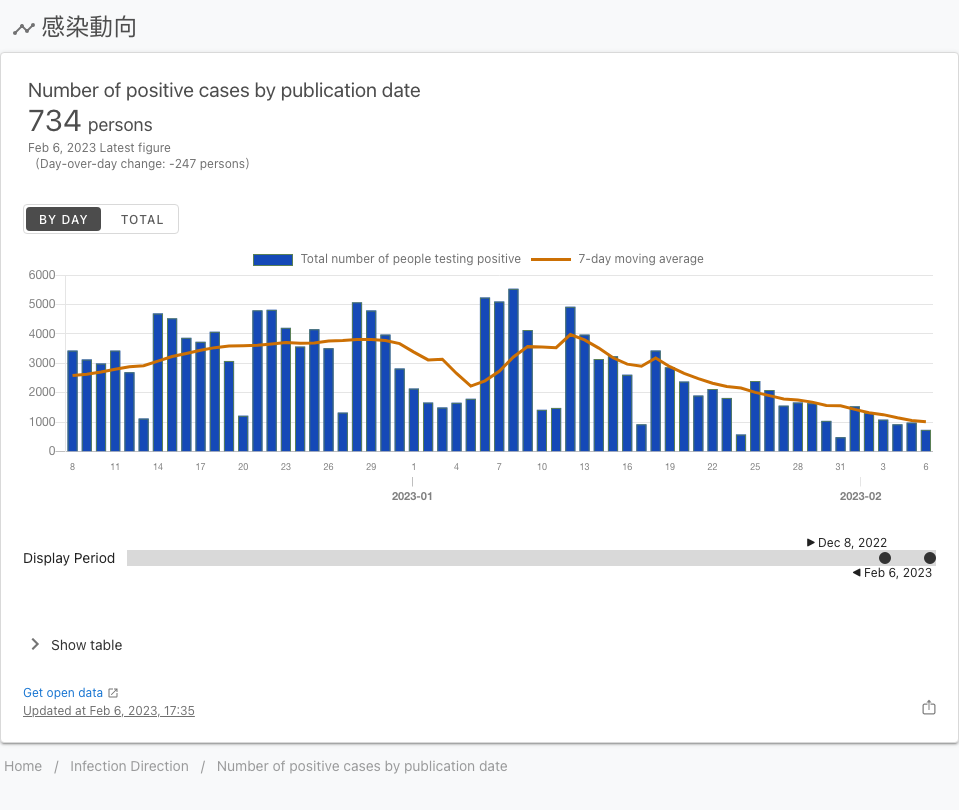 感染動向
Number of positive cases by publication date
734 persons
Feb 6, 2023 Latest figure
(Day-over-day change: -247 persons)
BY DAY TOTAL
Total number of people testing positive 7-day moving average
6000
5000
4000
3000
2000
1000
0
8 11 14 17 20 23 26 29 1 4 7 10 13 16 19 22 25 28 31 3 6
2023-01 2023-02
▶ Dec 8, 2022
Display Period
◀ Feb 6, 2023
Show table
Get open data
Updated at Feb 6, 2023, 17:35
Home / Infection Direction / Number of positive cases by publication date